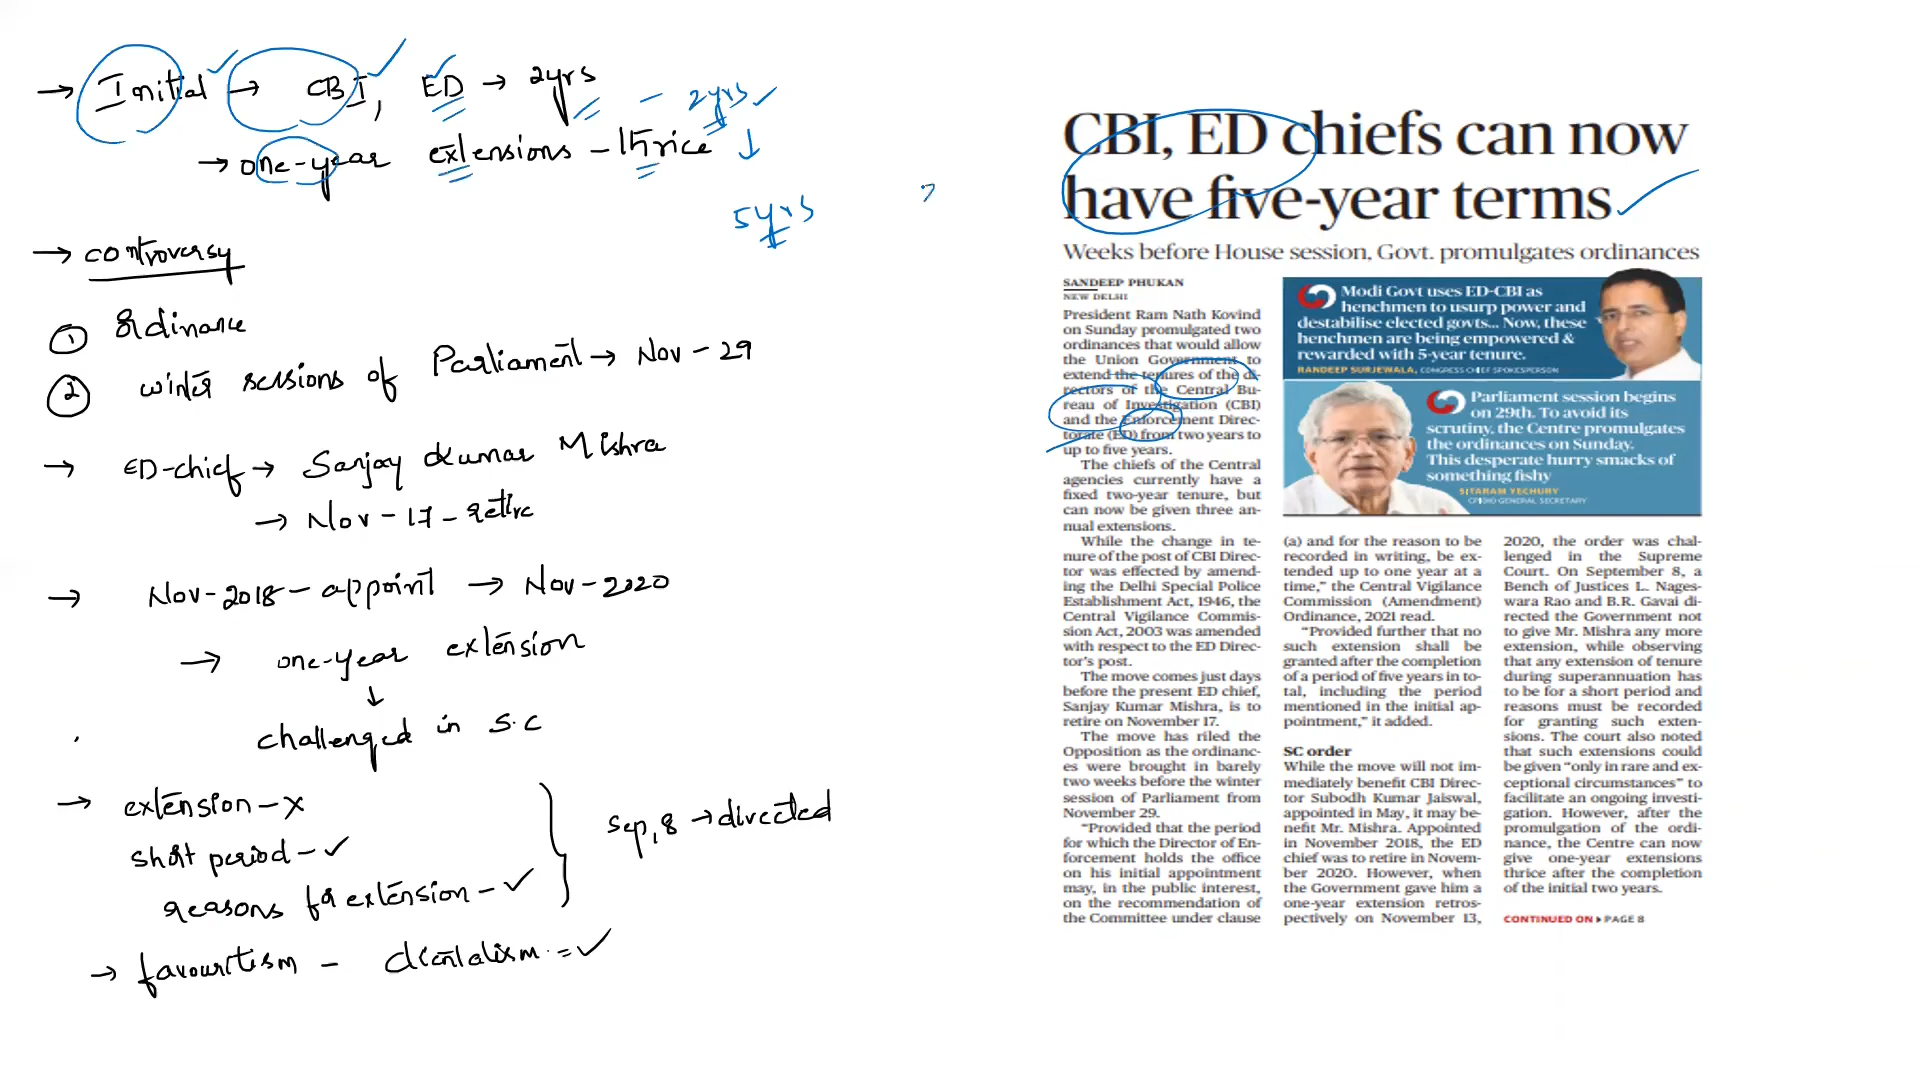 → Initial → CBI, ED → 2yrs
- 2yrs
→ one-year extensions - thrice
↓
5yrs
→ controversy
① Ordinance
② winter sessions of Parliament → Nov - 29
→ ED-chief → Sanjay Kumar Mishra
→ Nov - 17 - retire
→ Nov-2018 - appoint → Nov-2020
→ one-year extension
↓
challenged in S.C
→ extension - x
short period - ✓
reasons for extension - ✓
Sep, 8 → directed
→ favouritism -
CBI, ED chiefs can now
have five-year terms
Weeks before House session, Govt. promulgates ordinances
SANDEEP PHUKAN
NEW DELHI
President Ram Nath Kovind
on Sunday promulgated two
ordinances that would allow
the Union Government to
extend the tenures of the di-
rectors of the Central Bu-
reau of Investigation (CBI)
and the Enforcement Direc-
torate (ED) from two years to
up to five years.
The chiefs of the Central
agencies currently have a
fixed two-year tenure, but
can now be given three an-
nual extensions.
While the change in te-
nure of the post of CBI Direc-
tor was effected by amend-
ing the Delhi Special Police
Establishment Act, 1946, the
Central Vigilance Commis-
sion Act, 2003 was amended
with respect to the ED Direc-
tor's post.
The move comes just days
before the present ED chief,
Sanjay Kumar Mishra, is to
retire on November 17.
The move has riled the
Opposition as the ordinanc-
es were brought in barely
two weeks before the winter
session of Parliament from
November 29.
"Provided that the period
for which the Director of En-
forcement holds the office
on his initial appointment
may, in the public interest,
on the recommendation of
the Committee under clause
Modi Govt uses ED-CBI as
henchmen to usurp power and
destabilise elected govts... Now, these
henchmen are being empowered &
rewarded with 5-year tenure.
RANDEEP SURJEWALA, CONGRESS CHIEF SPOKESPERSON
Parliament session begins
on 29th. To avoid its
scrutiny, the Centre promulgates
the ordinances on Sunday.
This desperate hurry smacks of
something fishy
SITARAM YECHURY
CPI(M) GENERAL SECRETARY
(a) and for the reason to be
recorded in writing, be ex-
tended up to one year at a
time," the Central Vigilance
Commission (Amendment)
Ordinance, 2021 read.
"Provided further that no
such extension shall be
granted after the completion
of a period of five years in to-
tal, including the period
mentioned in the initial ap-
pointment," it added.
SC order
While the move will not im-
mediately benefit CBI Direc-
tor Subodh Kumar Jaiswal,
appointed in May, it may be-
nefit Mr. Mishra. Appointed
in November 2018, the ED
chief was to retire in Novem-
ber 2020. However, when
the Government gave him a
one-year extension retros-
pectively on November 13,
2020, the order was chal-
lenged in the Supreme
Court. On September 8, a
Bench of Justices L. Nages-
wara Rao and B.R. Gavai di-
rected the Government not
to give Mr. Mishra any more
extension, while observing
that any extension of tenure
during superannuation has
to be for a short period and
reasons must be recorded
for granting such exten-
sions. The court also noted
that such extensions could
be given "only in rare and ex-
ceptional circumstances" to
facilitate an ongoing investi-
gation. However, after the
promulgation of the ordi-
nance, the Centre can now
give one-year extensions
thrice after the completion
of the initial two years.
CONTINUED ON ▸ PAGE 8